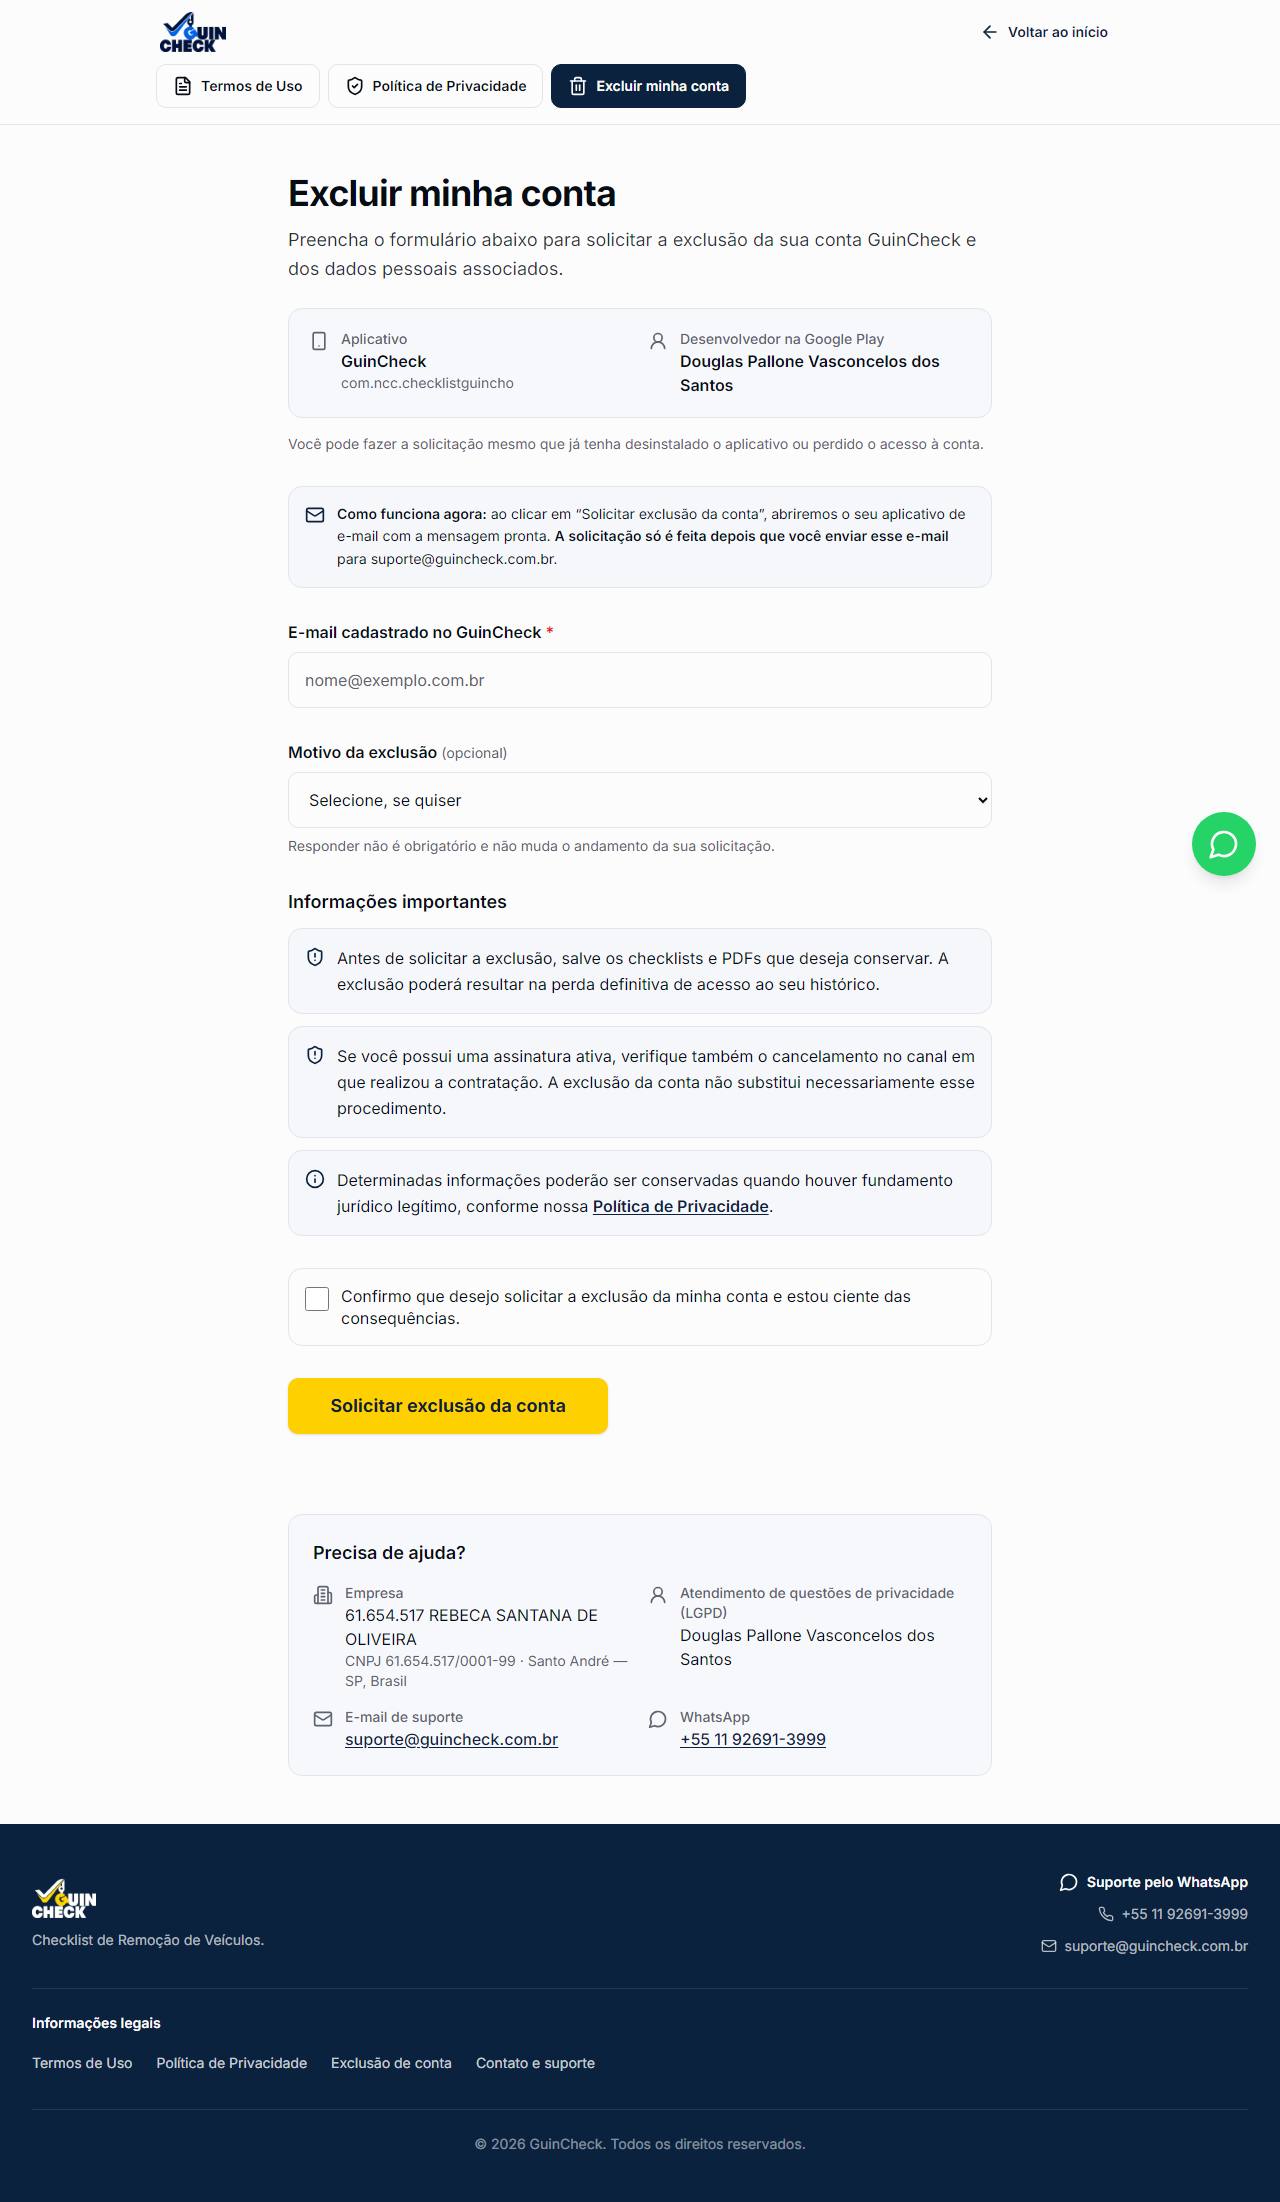 GUIN
CHECK
Voltar ao início
Termos de Uso
Política de Privacidade
Excluir minha conta
Excluir minha conta
Preencha o formulário abaixo para solicitar a exclusão da sua conta GuinCheck e
dos dados pessoais associados.
Aplicativo
GuinCheck
com.ncc.checklistguincho
Desenvolvedor na Google Play
Douglas Pallone Vasconcelos dos
Santos
Você pode fazer a solicitação mesmo que já tenha desinstalado o aplicativo ou perdido o acesso à conta.
Como funciona agora: ao clicar em “Solicitar exclusão da conta”, abriremos o seu aplicativo de
e-mail com a mensagem pronta. A solicitação só é feita depois que você enviar esse e-mail
para suporte@guincheck.com.br.
E-mail cadastrado no GuinCheck *
nome@exemplo.com.br
Motivo da exclusão (opcional)
Selecione, se quiser
Responder não é obrigatório e não muda o andamento da sua solicitação.
Informações importantes
Antes de solicitar a exclusão, salve os checklists e PDFs que deseja conservar. A
exclusão poderá resultar na perda definitiva de acesso ao seu histórico.
Se você possui uma assinatura ativa, verifique também o cancelamento no canal em
que realizou a contratação. A exclusão da conta não substitui necessariamente esse
procedimento.
Determinadas informações poderão ser conservadas quando houver fundamento
jurídico legítimo, conforme nossa Política de Privacidade.
Confirmo que desejo solicitar a exclusão da minha conta e estou ciente das
consequências.
Solicitar exclusão da conta
Precisa de ajuda?
Empresa
61.654.517 REBECA SANTANA DE
OLIVEIRA
CNPJ 61.654.517/0001-99 · Santo André —
SP, Brasil
Atendimento de questões de privacidade
(LGPD)
Douglas Pallone Vasconcelos dos
Santos
E-mail de suporte
suporte@guincheck.com.br
WhatsApp
+55 11 92691-3999
GUIN
CHECK
Checklist de Remoção de Veículos.
Suporte pelo WhatsApp
+55 11 92691-3999
suporte@guincheck.com.br
Informações legais
Termos de Uso
Política de Privacidade
Exclusão de conta
Contato e suporte
© 2026 GuinCheck. Todos os direitos reservados.